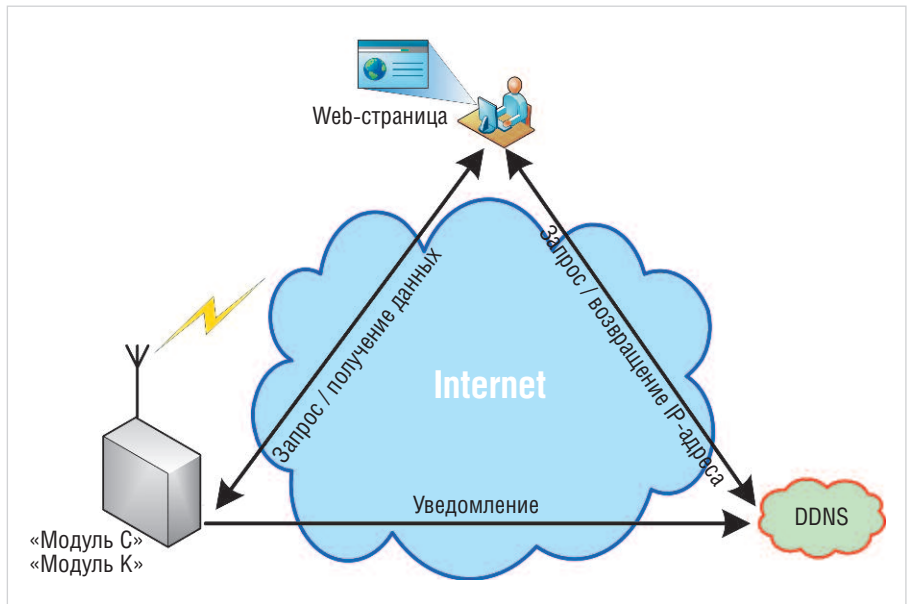 Web-страница
Запрос / получение данных
Запрос / возвращение IP-адреса
Internet
Уведомление
DDNS
«Модуль С»
«Модуль К»